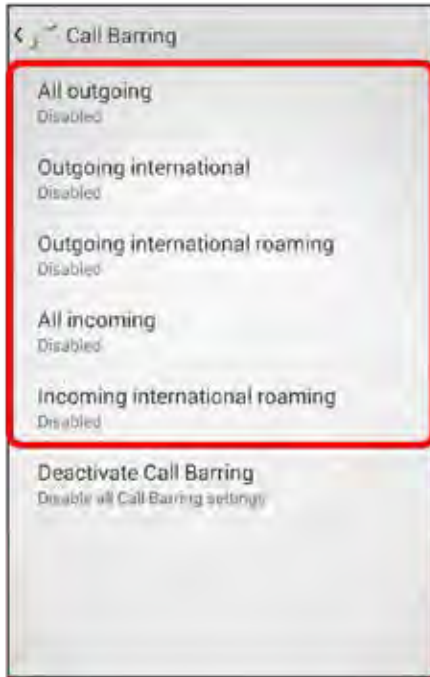 Call Barring
All outgoing
Disabled
Outgoing international
Disabled
Outgoing international roaming
Disabled
All incoming
Disabled
Incoming international roaming
Disabled
Deactivate Call Barring
Disable all Call Barring settings